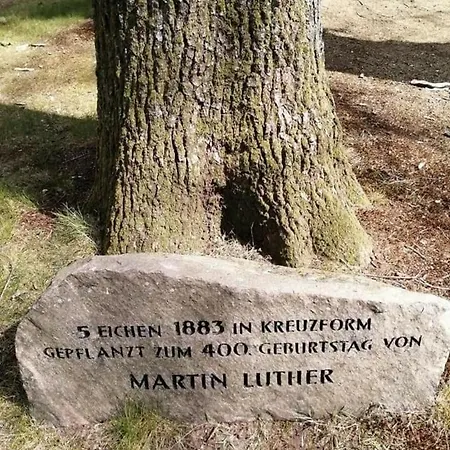 5 EICHEN 1883 IN KREUZFORM
GEPFLANZT ZUM 400. GEBURTSTAG VON
MARTIN LUTHER